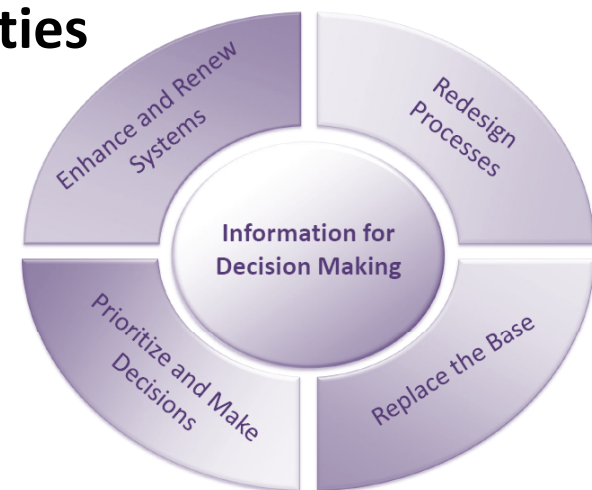 ties
Enhance and Renew
Systems
Redesign
Processes
Information for
Decision Making
Prioritize and Make
Decisions
Replace the Base